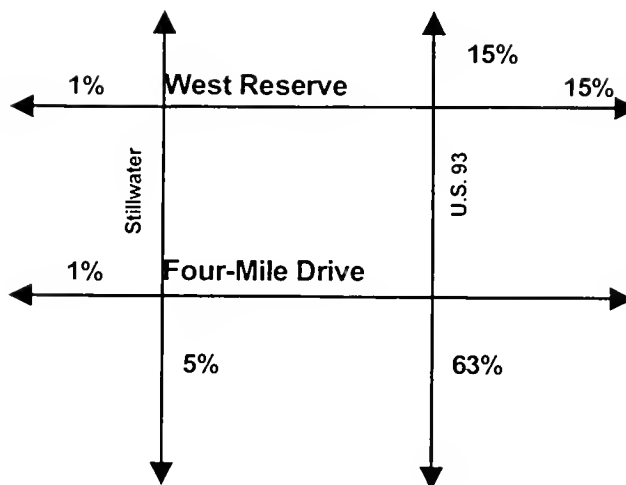 15%
1%
West Reserve
15%
Stillwater
U.S. 93
1%
Four-Mile Drive
5%
63%